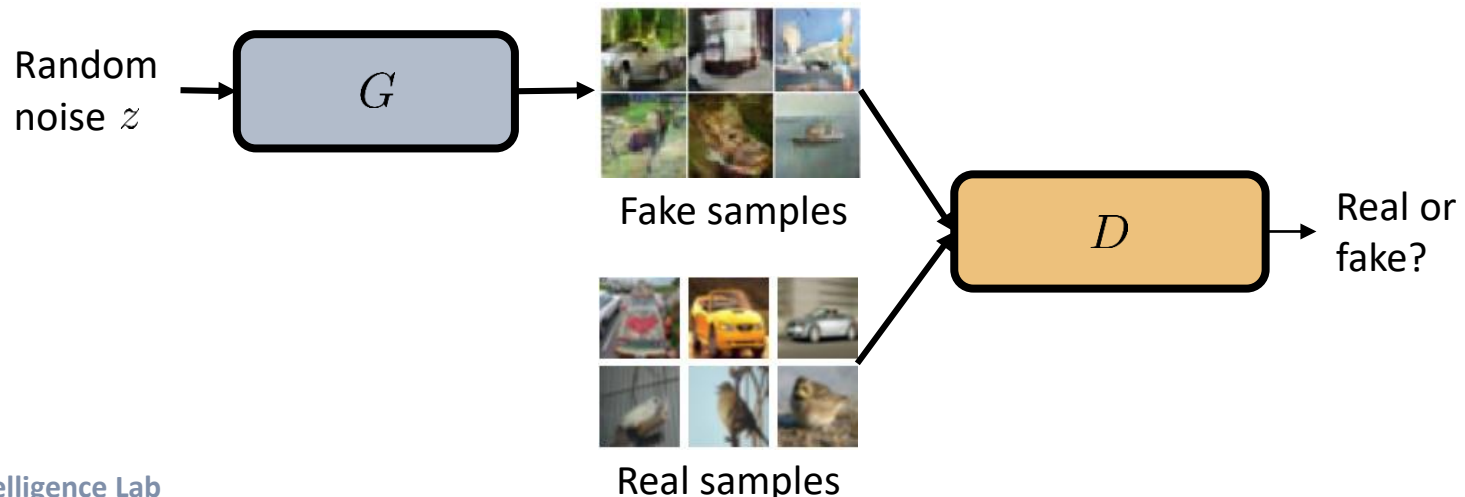 Random
noise z
G
Fake samples
D
Real or
fake?
Real samples
elligence Lab